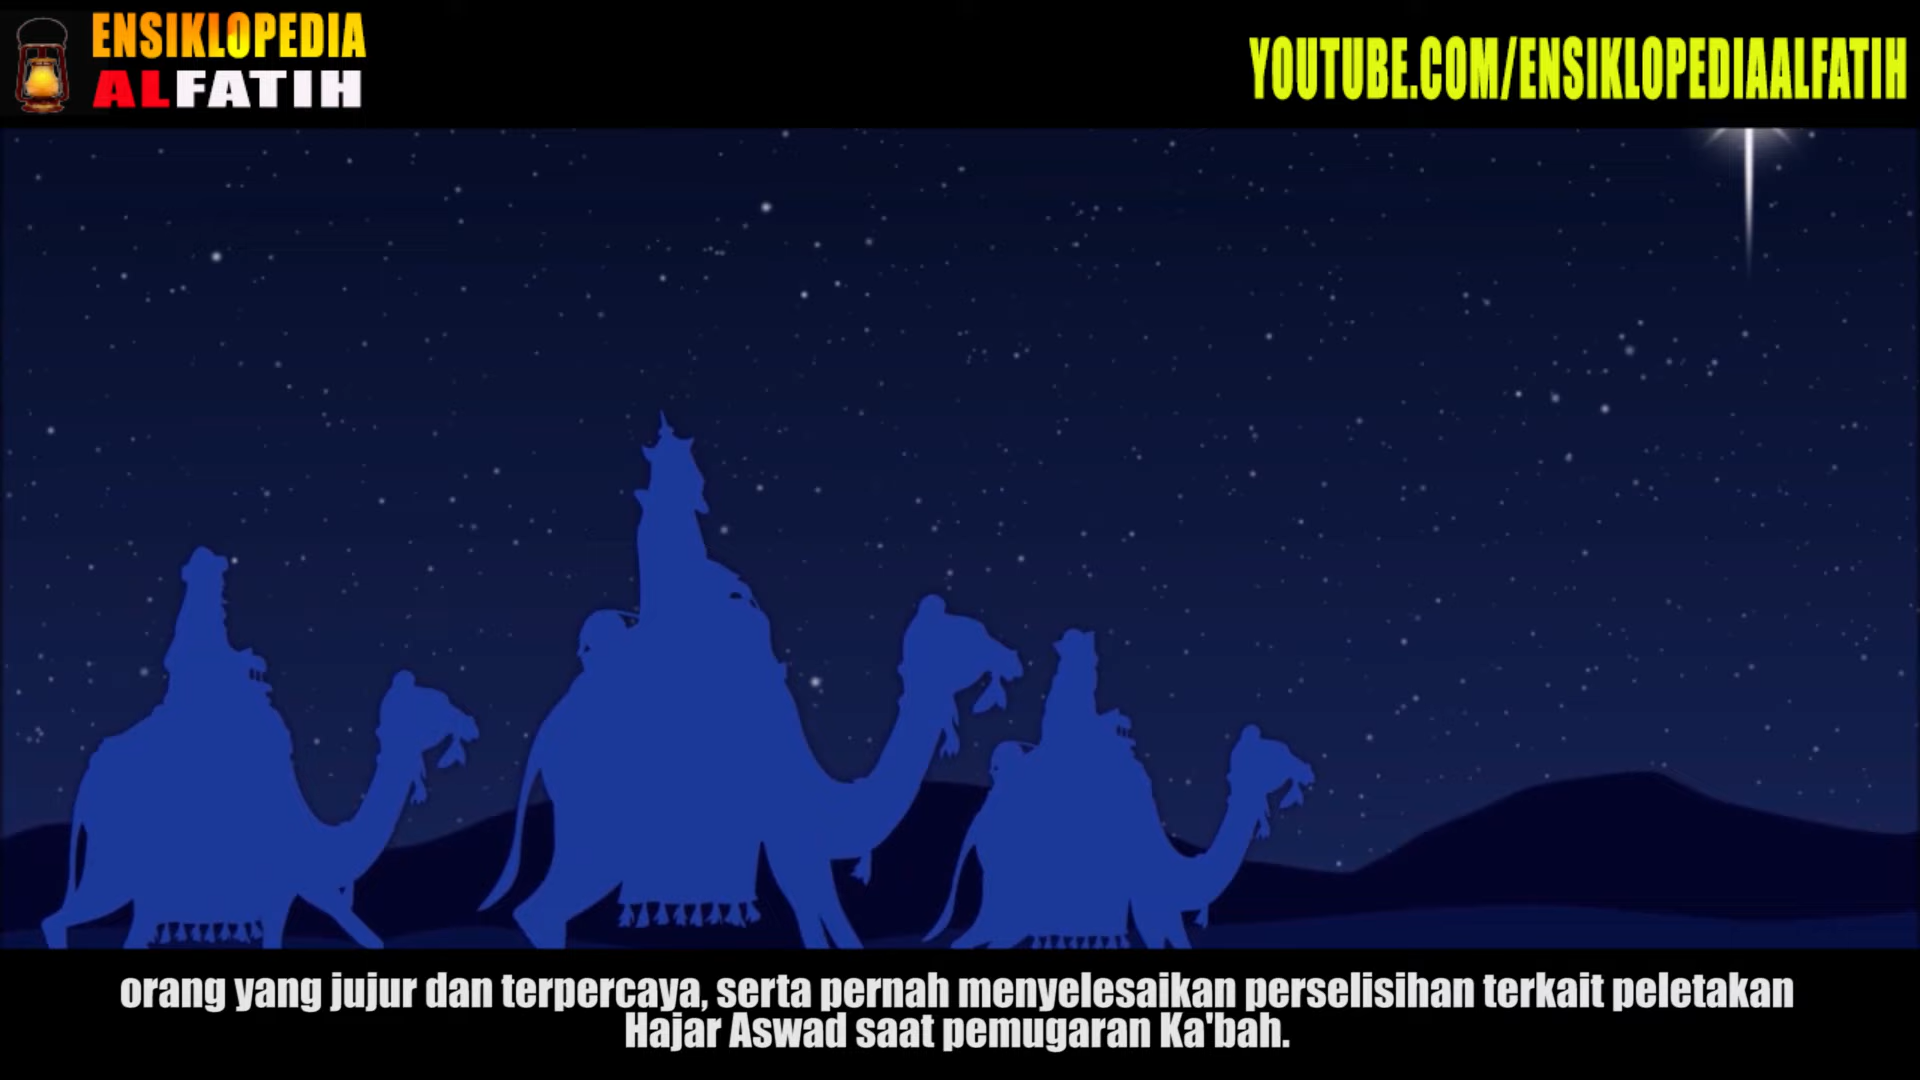 ENSIKLOPEDIA
ALFATIH
YOUTUBE.COM/ENSIKLOPEDIAALFATIH
orang yang jujur dan terpercaya, serta pernah menyelesaikan perselisihan terkait peletakan
Hajar Aswad saat pemugaran Ka'bah.